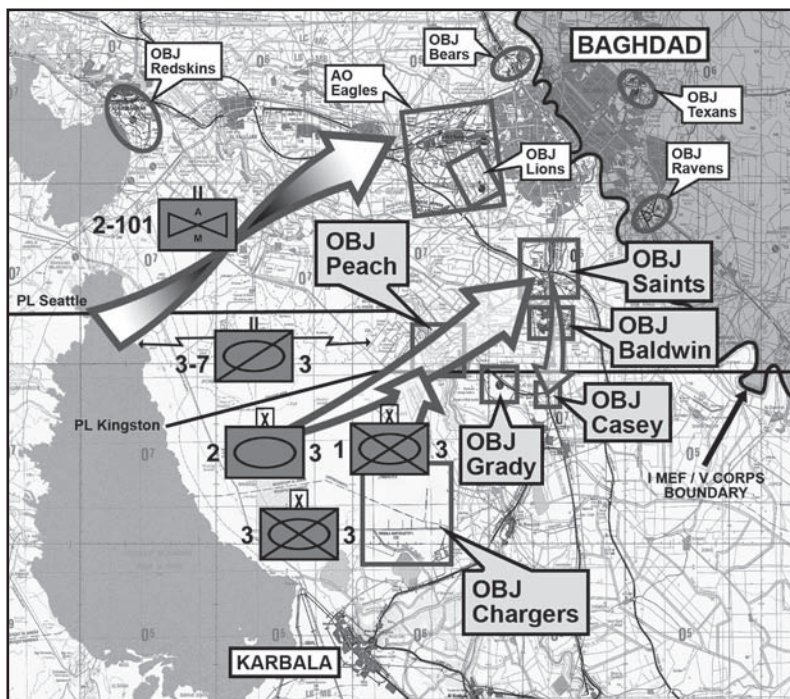 OBJ
Redskins
OBJ
Bears
BAGHDAD
AO
Eagles
OBJ
Texans
OBJ
Lions
OBJ
Ravens
II
A
M
2-101
OBJ
Peach
OBJ
Saints
PL Seattle
II
3-7
3
OBJ
Baldwin
PL Kingston
X
2
3
X
1
3
OBJ
Grady
OBJ
Casey
I MEF / V CORPS
BOUNDARY
X
3
3
OBJ
Chargers
KARBALA